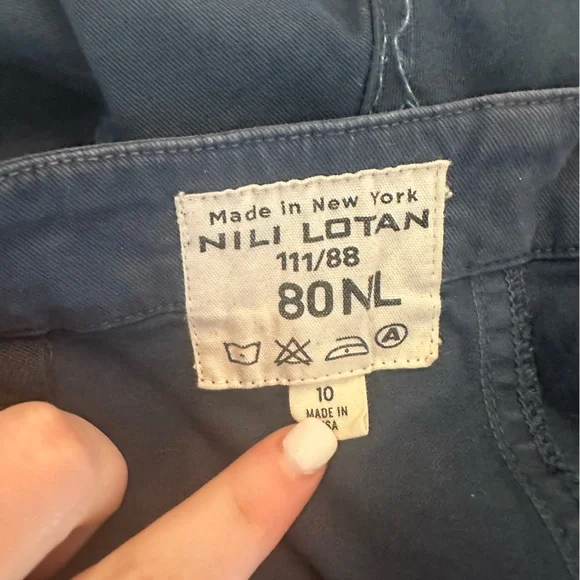 Made in New York
NILI LOTAN
111/88
80NL
A
10
MADE IN